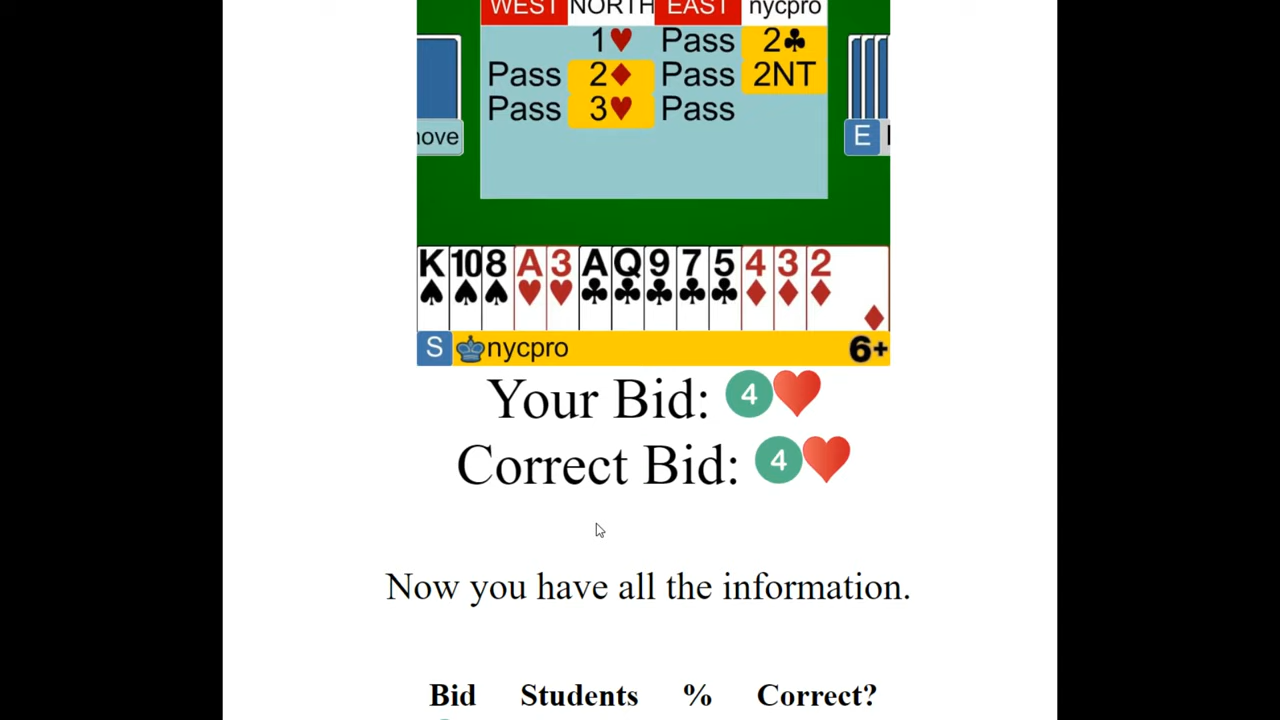 WEST NORTH EAST nycpro
1♥ Pass 2♣
Pass 2♦ Pass 2NT
Pass 3♥ Pass
ove
E
K♠ 10♠ 8♠ A♥ 3♥ A♣ Q♣ 9♣ 7♣ 5♣ 4♦ 3♦ 2♦
S nycpro 6+
Your Bid: 4♥
Correct Bid: 4♥
Now you have all the information.
Bid Students % Correct?